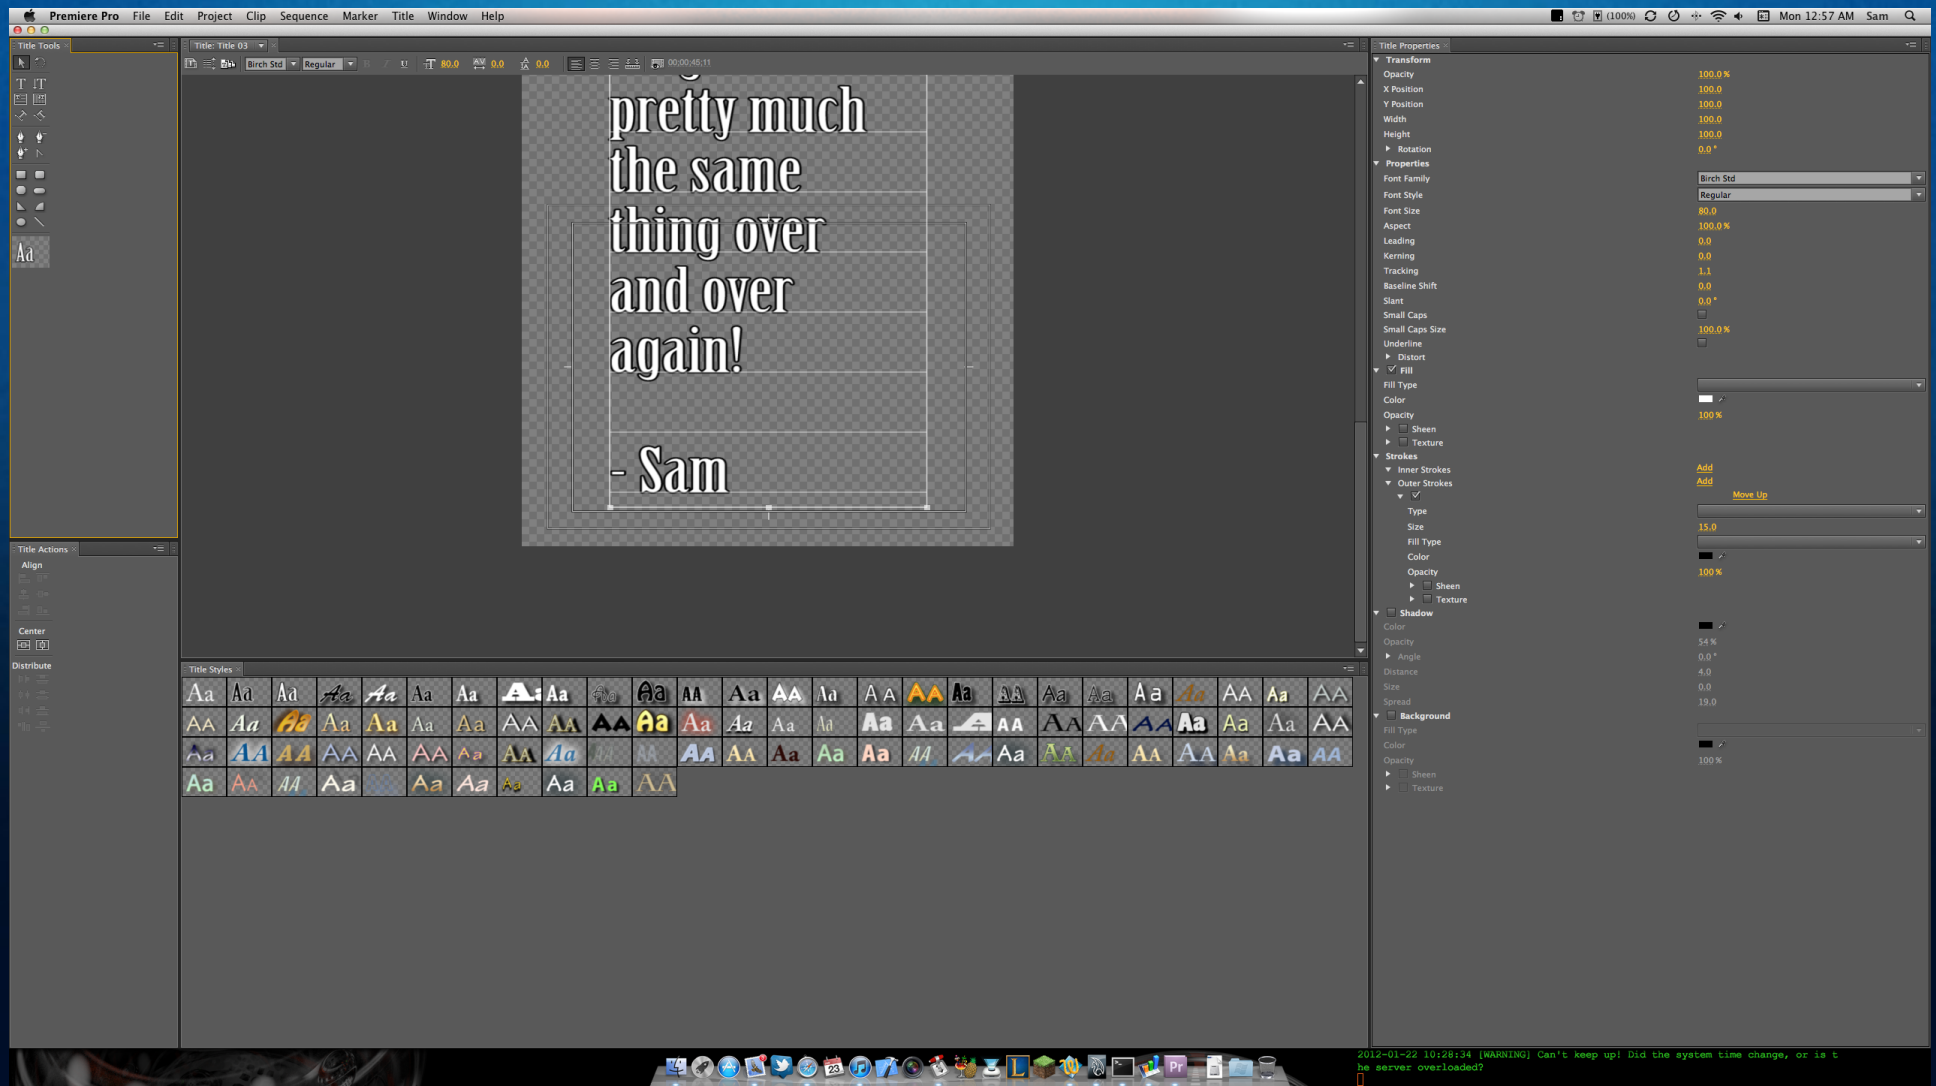 Premiere Pro File Edit Project Clip Sequence Marker Title Window Help
(100%) Mon 12:57 AM Sam
Title Tools
Title: Title 03
Birch Std Regular U 80.0 0.0 0.0 00;00;45;11
pretty much
the same
thing over
and over
again!
- Sam
Title Actions
Align
Center
Distribute
Title Styles
Title Properties
Transform
Opacity 100.0 %
X Position 100.0
Y Position 100.0
Width 100.0
Height 100.0
Rotation 0.0 °
Properties
Font Family Birch Std
Font Style Regular
Font Size 80.0
Aspect 100.0 %
Leading 0.0
Kerning 0.0
Tracking 1.1
Baseline Shift 0.0
Slant 0.0 °
Small Caps
Small Caps Size 100.0 %
Underline
Distort
Fill
Fill Type
Color
Opacity 100 %
Sheen
Texture
Strokes
Inner Strokes Add
Outer Strokes Add
Move Up
Type
Size 15.0
Fill Type
Color
Opacity 100 %
Sheen
Texture
Shadow
Color
Opacity 54 %
Angle 0.0 °
Distance 4.0
Size 0.0
Spread 19.0
Background
Fill Type
Color
Opacity 100 %
Sheen
Texture
2012-01-22 10:28:34 [WARNING] Can't keep up! Did the system time change, or is t
he server overloaded?